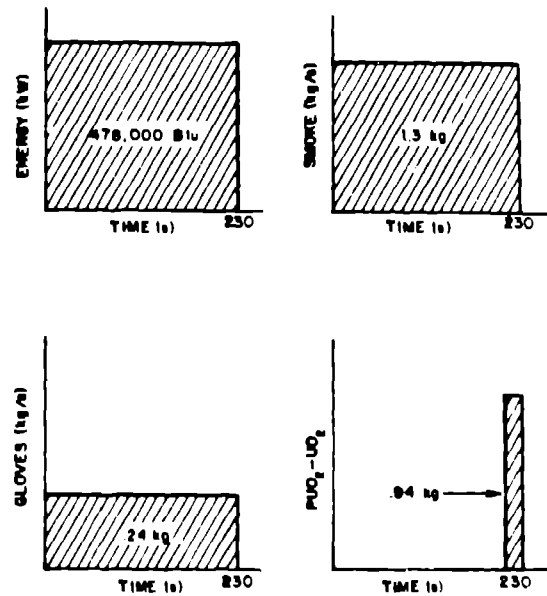 ENERGY (kW)
478,000 Btu
230
TIME (s)
SMOKE (kg/s)
1.3 kg
230
TIME (s)
GLOVES (kg/s)
.24 kg
230
TIME (s)
PUO₂-UO₂
.94 kg
230
TIME (s)